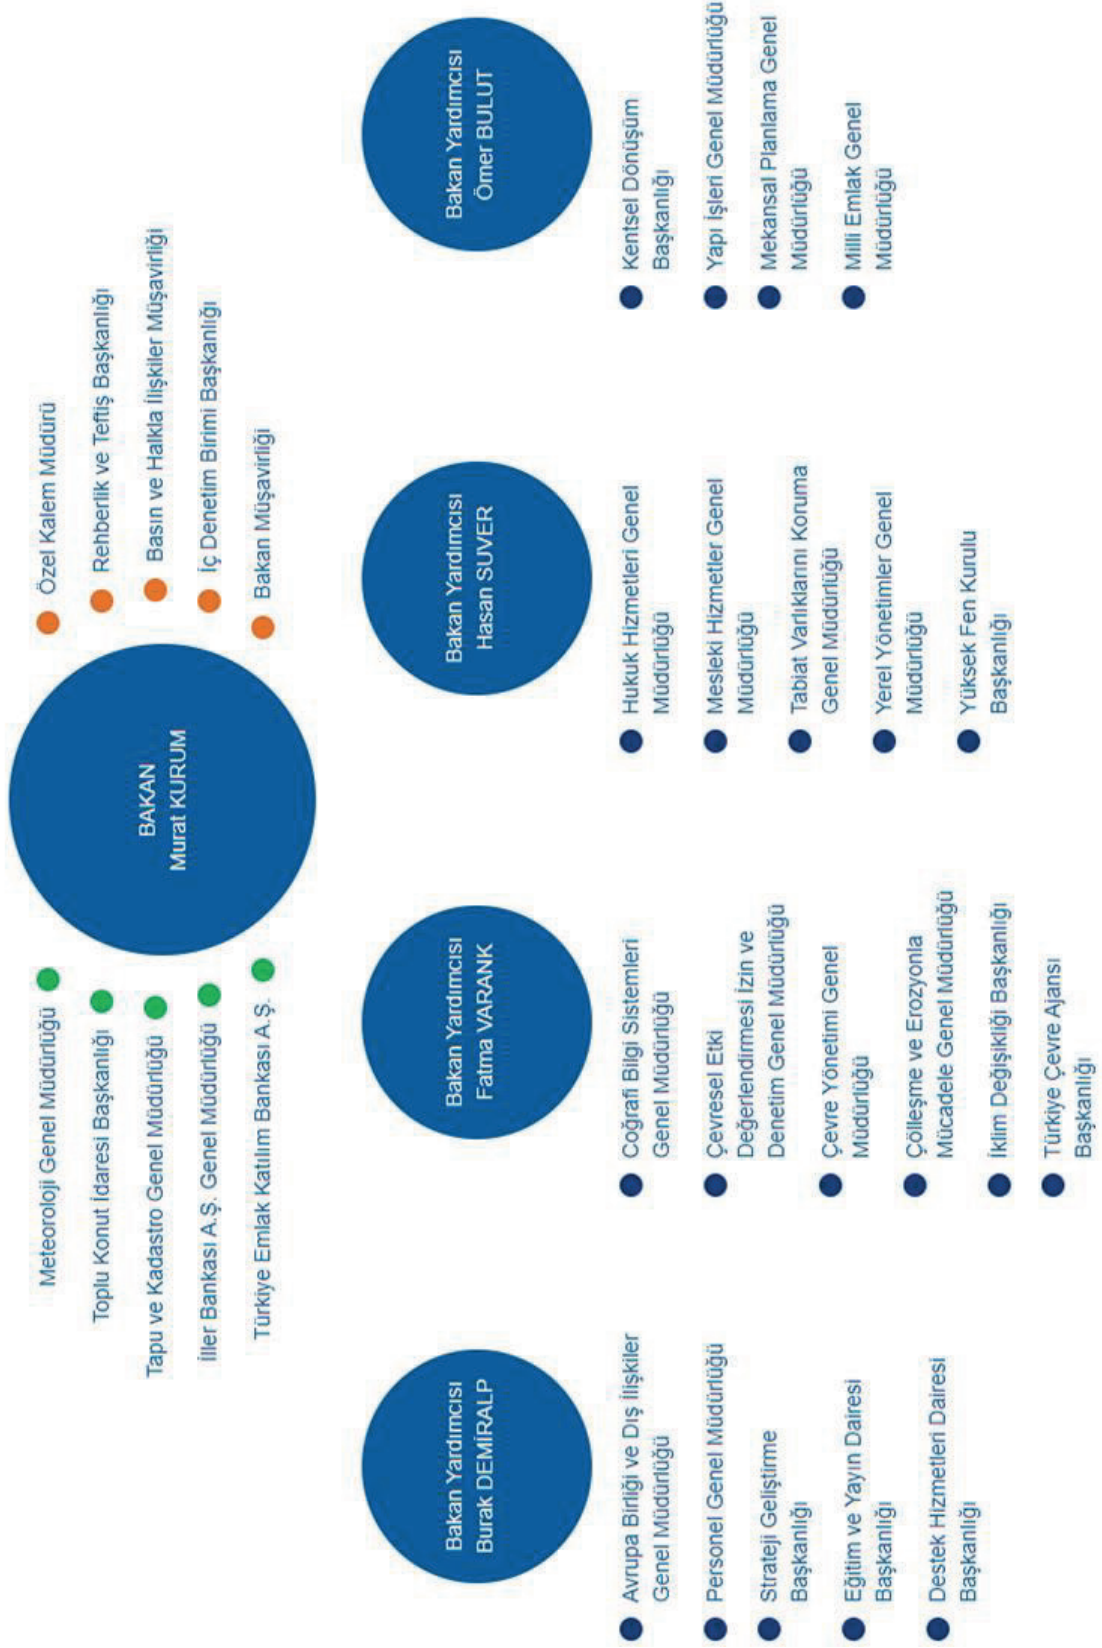 BAKAN
Murat KURUM
Meteoroloji Genel Müdürlüğü
Toplu Konut İdaresi Başkanlığı
Tapu ve Kadastro Genel Müdürlüğü
İller Bankası A.Ş. Genel Müdürlüğü
Türkiye Emlak Katılım Bankası A.Ş.
Özel Kalem Müdürü
Rehberlik ve Teftiş Başkanlığı
Basın ve Halkla İlişkiler Müşavirliği
İç Denetim Birimi Başkanlığı
Bakan Müşavirliği
Bakan Yardımcısı
Burak DEMİRALP
Avrupa Birliği ve Dış İlişkiler
Genel Müdürlüğü
Personel Genel Müdürlüğü
Strateji Geliştirme
Başkanlığı
Eğitim ve Yayın Dairesi
Başkanlığı
Destek Hizmetleri Dairesi
Başkanlığı
Bakan Yardımcısı
Fatma VARANK
Coğrafi Bilgi Sistemleri
Genel Müdürlüğü
Çevresel Etki
Değerlendirmesi İzin ve
Denetim Genel Müdürlüğü
Çevre Yönetimi Genel
Müdürlüğü
Çölleşme ve Erozyonla
Mücadele Genel Müdürlüğü
İklim Değişikliği Başkanlığı
Türkiye Çevre Ajansı
Başkanlığı
Bakan Yardımcısı
Hasan SUVER
Hukuk Hizmetleri Genel
Müdürlüğü
Mesleki Hizmetler Genel
Müdürlüğü
Tabiat Varlıklarını Koruma
Genel Müdürlüğü
Yerel Yönetimler Genel
Müdürlüğü
Yüksek Fen Kurulu
Başkanlığı
Bakan Yardımcısı
Ömer BULUT
Kentsel Dönüşüm
Başkanlığı
Yapı İşleri Genel Müdürlüğü
Mekansal Planlama Genel
Müdürlüğü
Milli Emlak Genel
Müdürlüğü